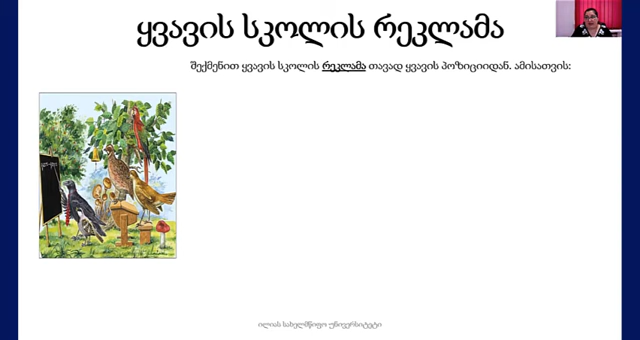 ყვავის სკოლის რეკლამა
შექმენით ყვავის სკოლის რეკლამა თავად ყვავის პოზიციიდან. ამისათვის:
ილიას სახელმწიფო უნივერსიტეტი